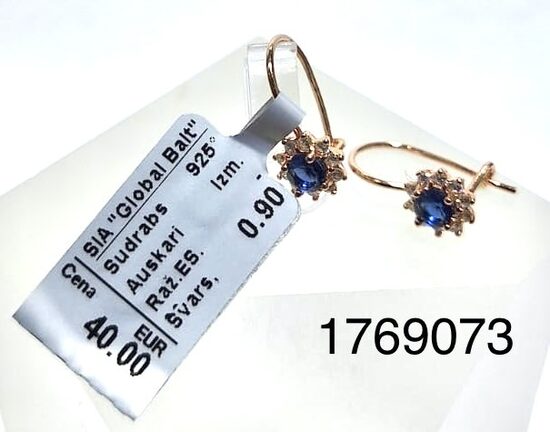 SIA "Global Balt"
Sudrabs 925°
Auskari Izm.
Raž.ES. -
Svars, 0.90
Cena 40.00 EUR
1769073